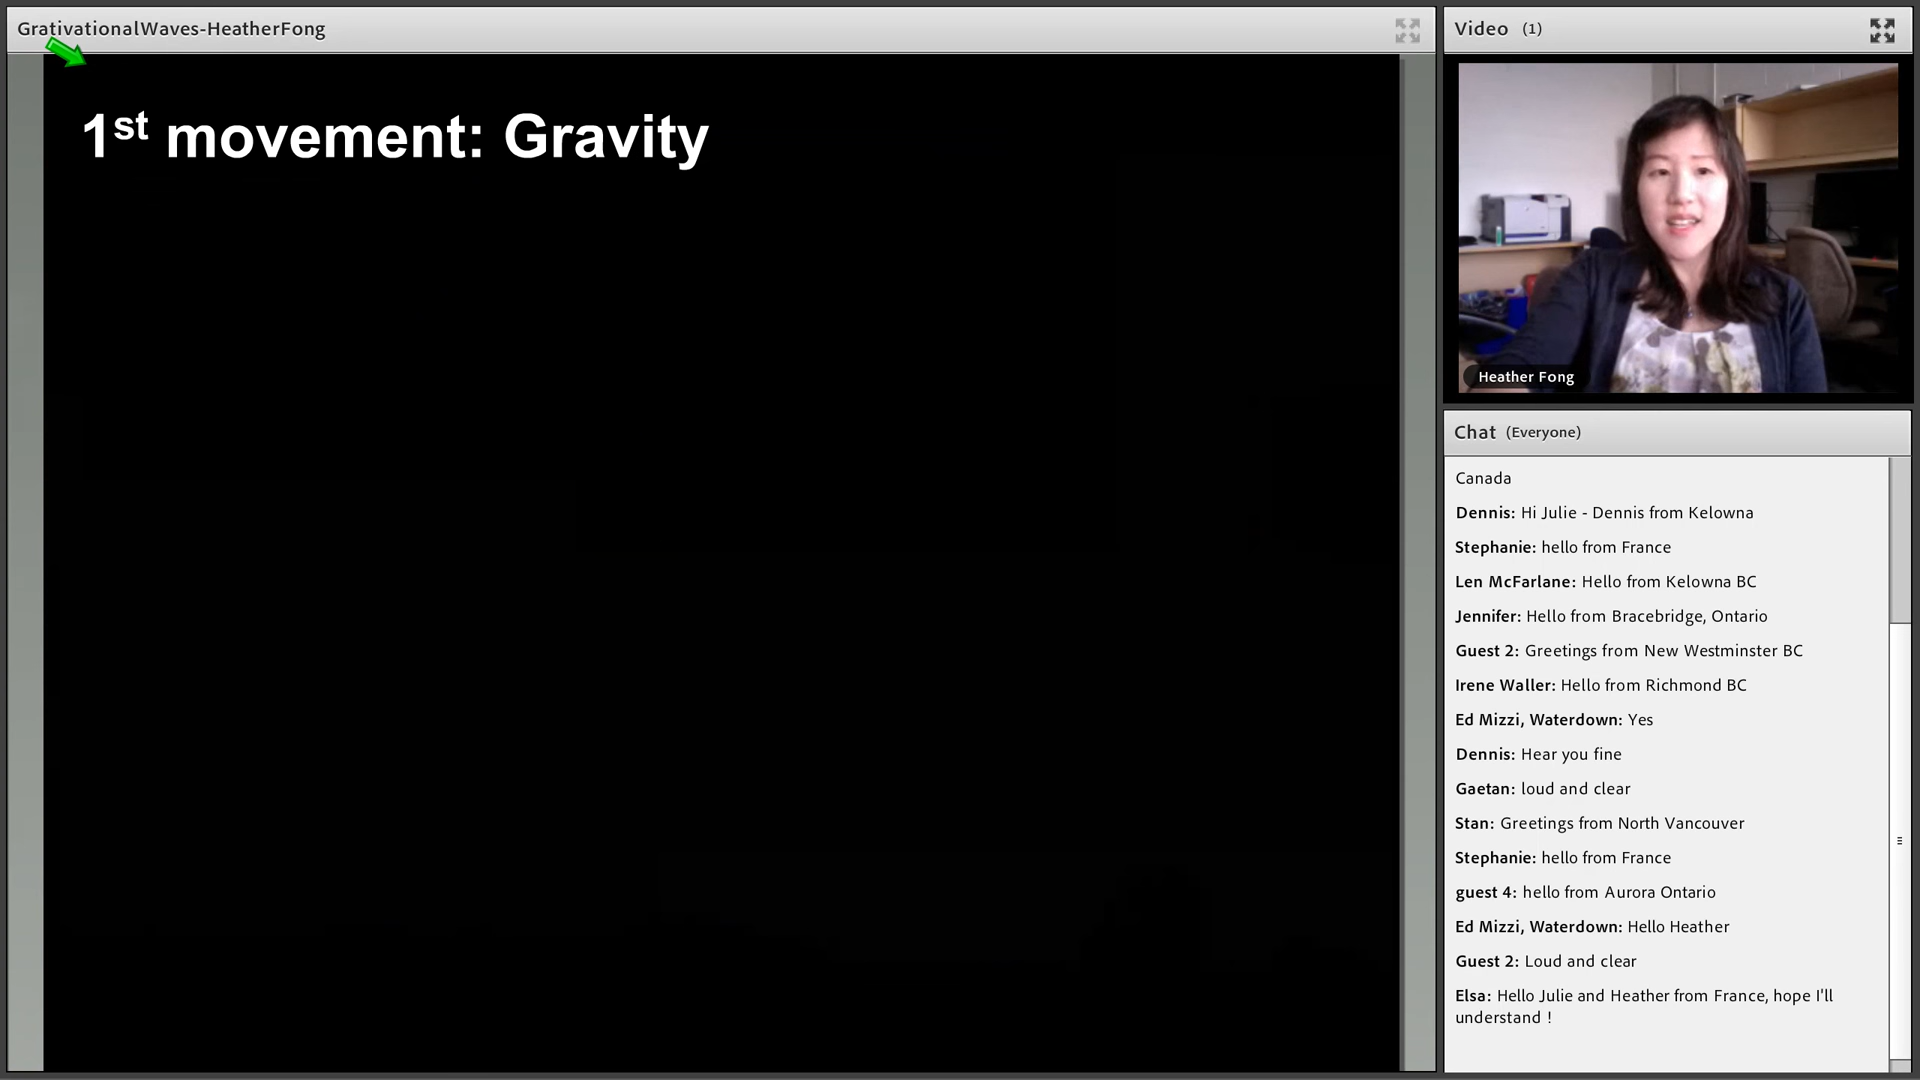 GrativationalWaves-HeatherFong
1st movement: Gravity
Video (1)
Heather Fong
Chat (Everyone)
Canada
Dennis: Hi Julie - Dennis from Kelowna
Stephanie: hello from France
Len McFarlane: Hello from Kelowna BC
Jennifer: Hello from Bracebridge, Ontario
Guest 2: Greetings from New Westminster BC
Irene Waller: Hello from Richmond BC
Ed Mizzi, Waterdown: Yes
Dennis: Hear you fine
Gaetan: loud and clear
Stan: Greetings from North Vancouver
Stephanie: hello from France
guest 4: hello from Aurora Ontario
Ed Mizzi, Waterdown: Hello Heather
Guest 2: Loud and clear
Elsa: Hello Julie and Heather from France, hope I'll
understand !